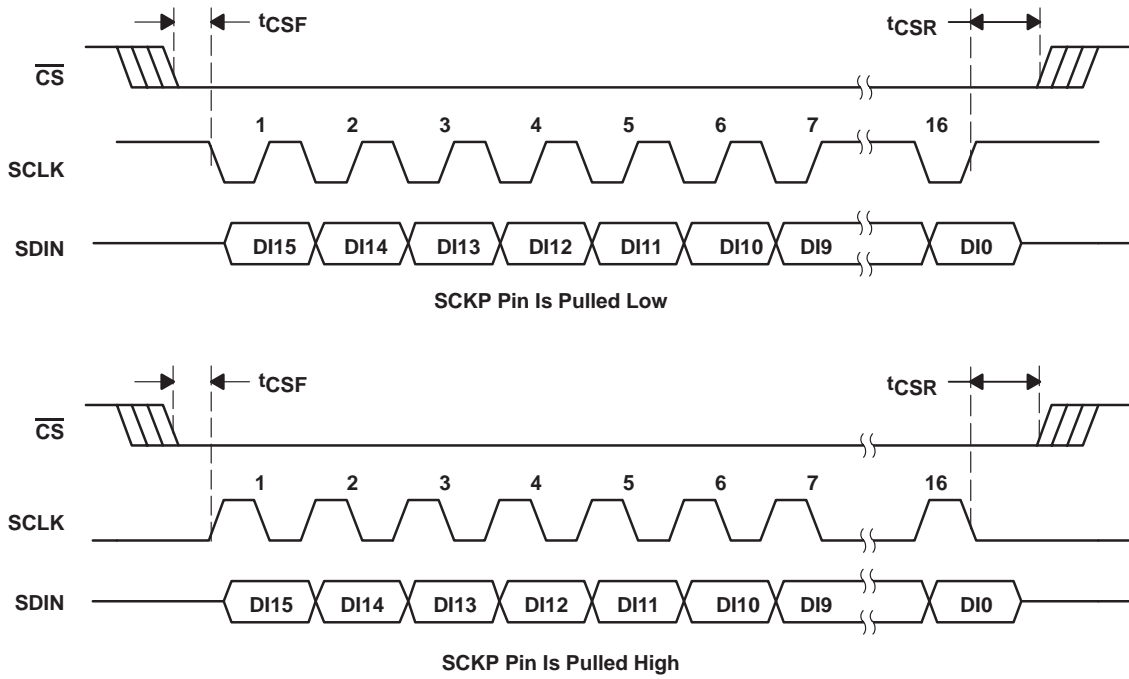 tCSF tCSR
CS
1 2 3 4 5 6 7 16
SCLK
SDIN DI15 DI14 DI13 DI12 DI11 DI10 DI9 DI0
SCKP Pin Is Pulled Low
tCSF tCSR
CS
1 2 3 4 5 6 7 16
SCLK
SDIN DI15 DI14 DI13 DI12 DI11 DI10 DI9 DI0
SCKP Pin Is Pulled High